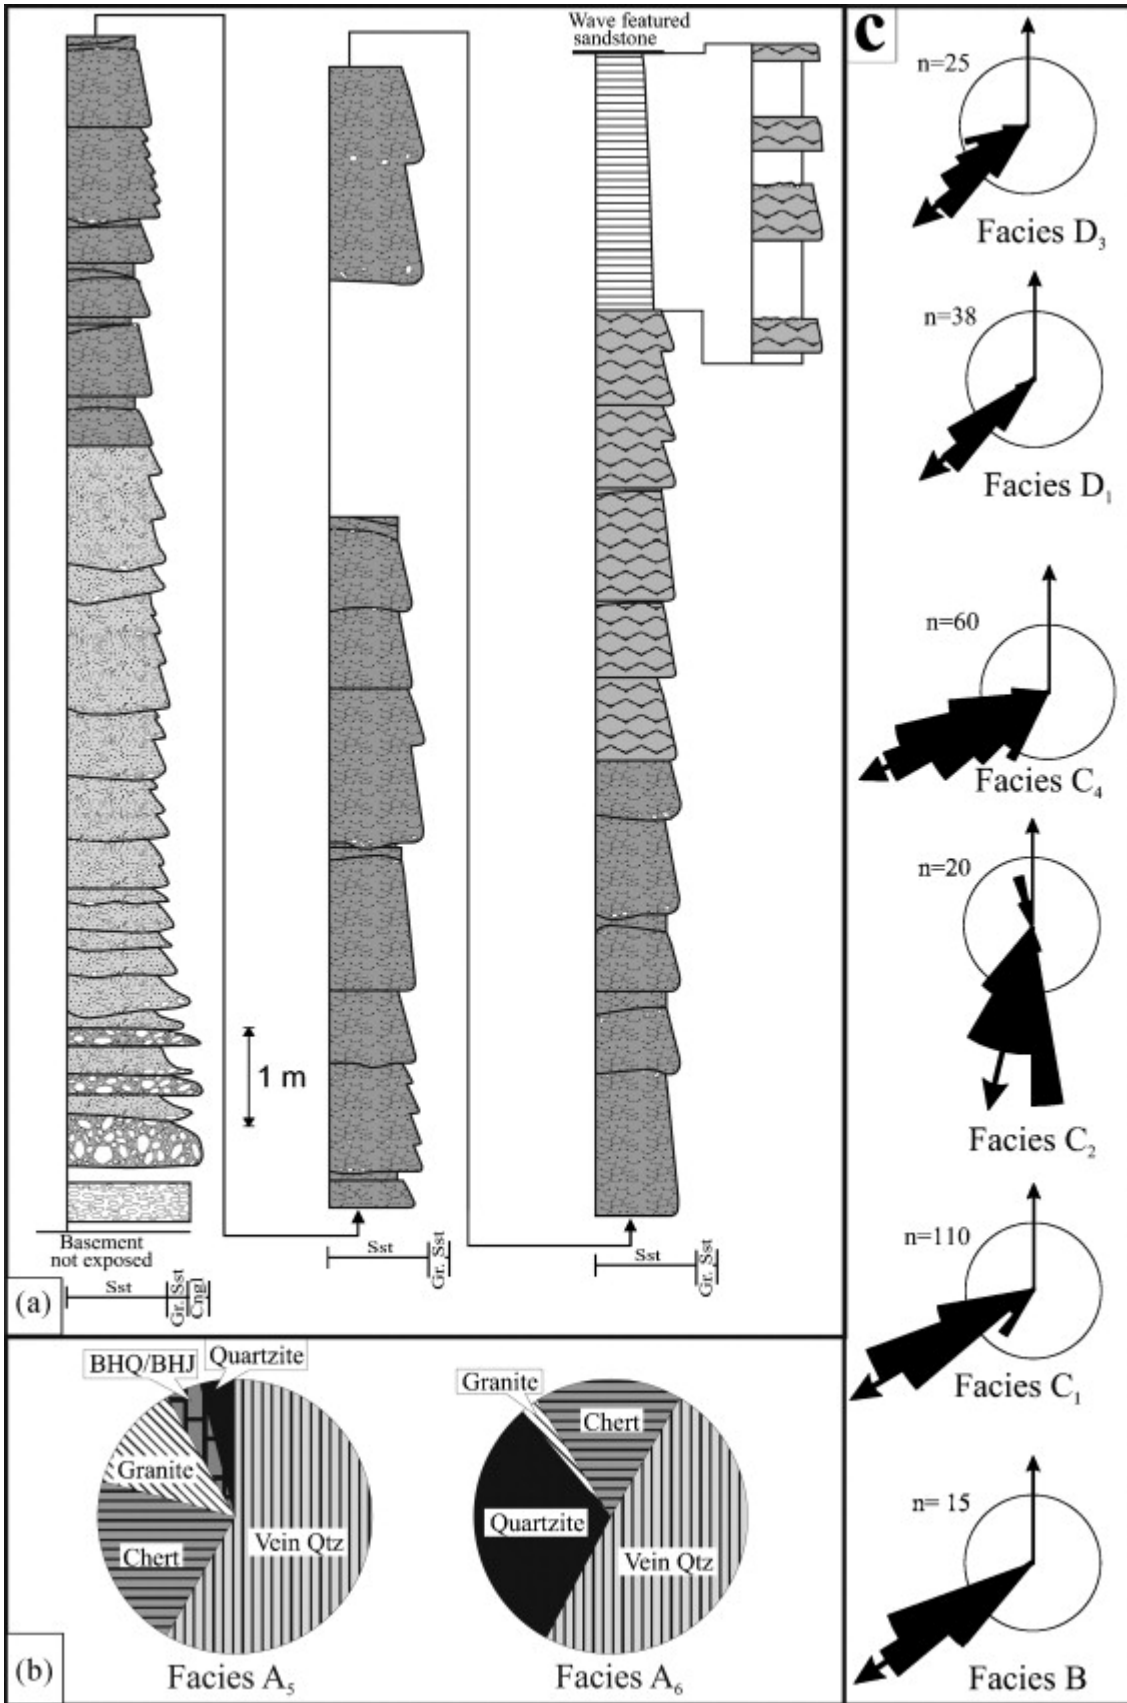 Wave featured
sandstone
1 m
Basement
not exposed
Sst
Gr. Sst
Cngl
Sst
Gr. Sst
Sst
Gr. Sst
(a)
BHQ/BHJ
Quartzite
Granite
Chert
Vein Qtz
Facies A5
Granite
Chert
Quartzite
Vein Qtz
Facies A6
(b)
c
n=25
Facies D3
n=38
Facies D1
n=60
Facies C4
n=20
Facies C2
n=110
Facies C1
n= 15
Facies B